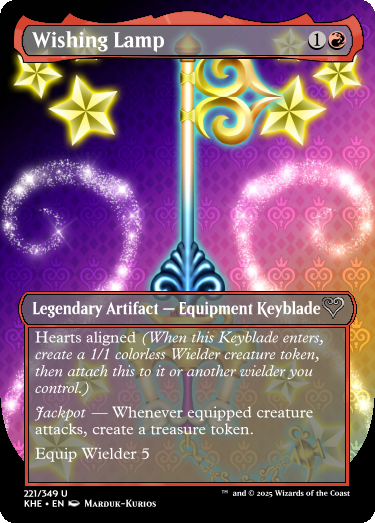 Wishing Lamp 1
Legendary Artifact — Equipment Keyblade
Hearts aligned (When this Keyblade enters,
create a 1/1 colorless Wielder creature token,
then attach this to it or another wielder you
control.)
Jackpot — Whenever equipped creature
attacks, create a treasure token.
Equip Wielder 5
221/349 U
KHE • EN Marduk-Kurios
™ and © 2025 Wizards of the Coast